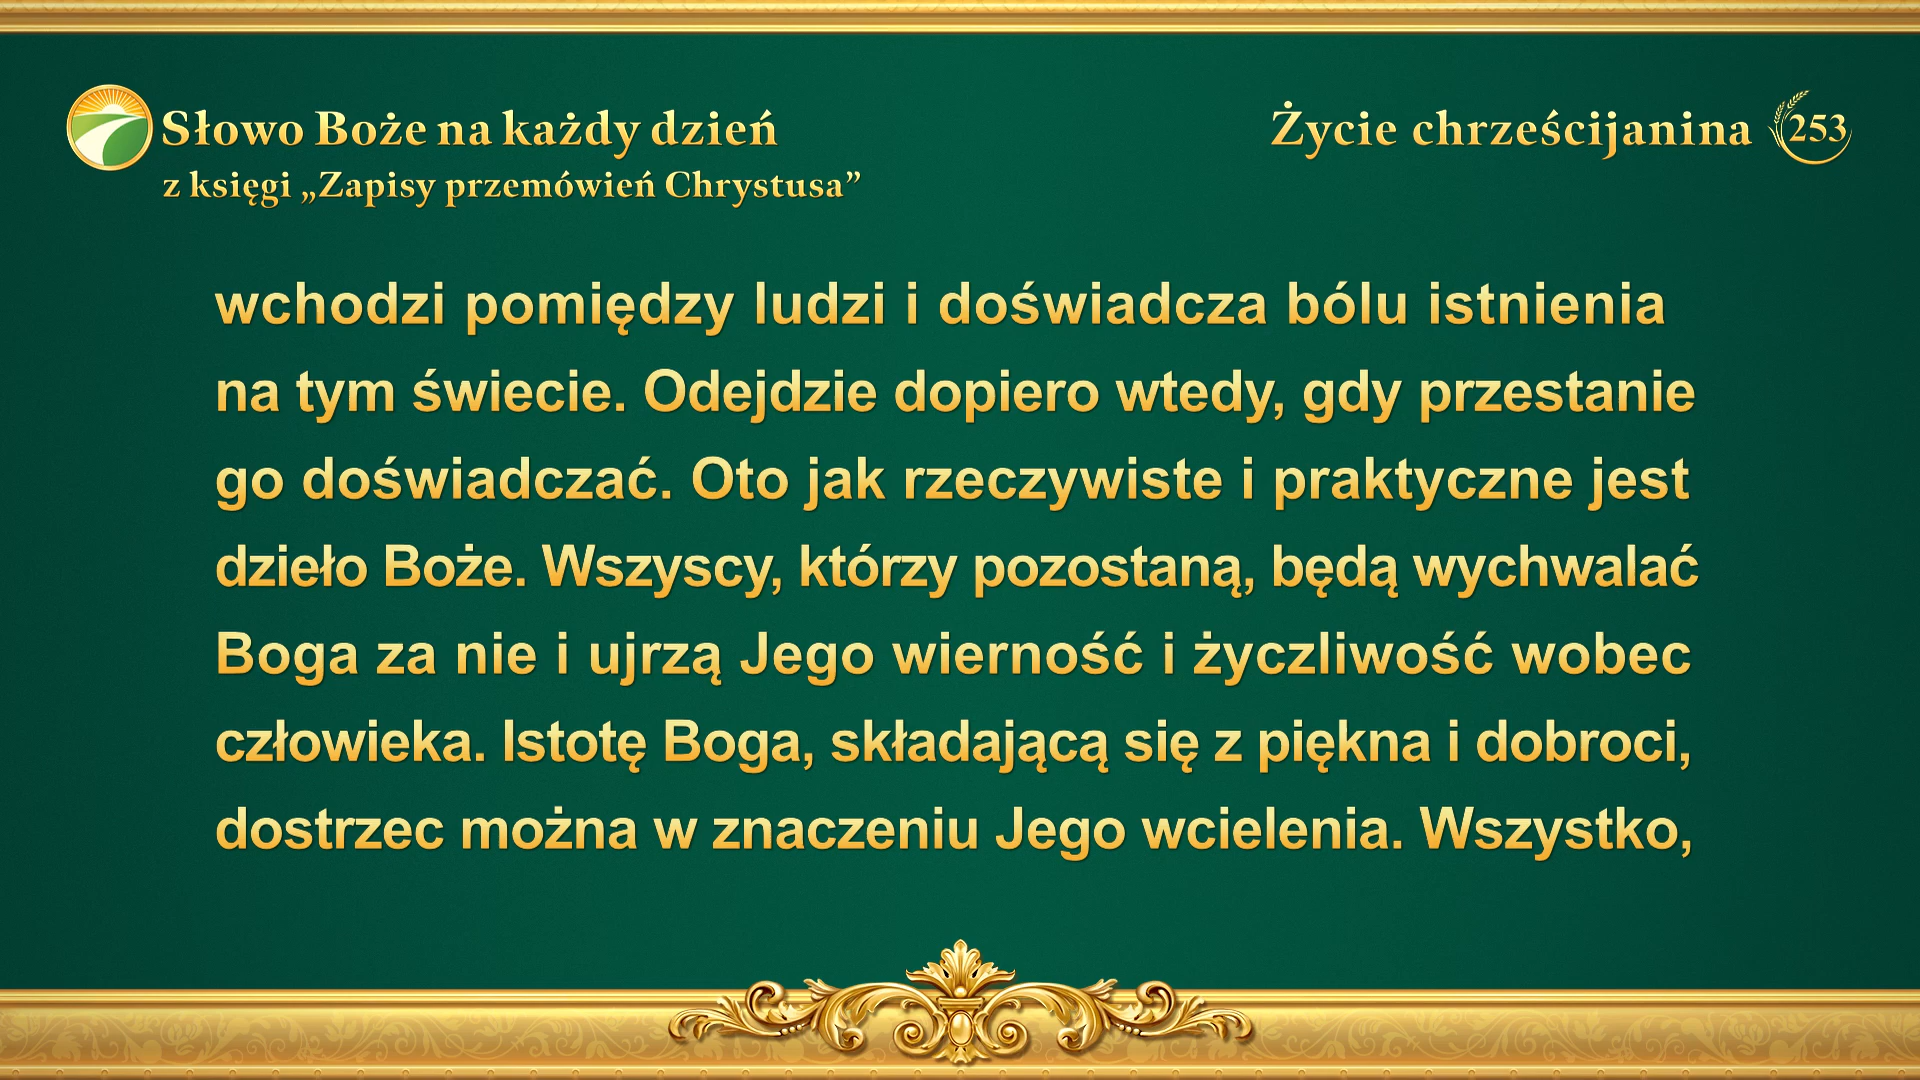 Słowo Boże na każdy dzień
z księgi „Zapisy przemówień Chrystusa”
Życie chrześcijanina 253
wchodzi pomiędzy ludzi i doświadcza bólu istnienia
na tym świecie. Odejdzie dopiero wtedy, gdy przestanie
go doświadczać. Oto jak rzeczywiste i praktyczne jest
dzieło Boże. Wszyscy, którzy pozostaną, będą wychwalać
Boga za nie i ujrzą Jego wierność i życzliwość wobec
człowieka. Istotę Boga, składającą się z piękna i dobroci,
dostrzec można w znaczeniu Jego wcielenia. Wszystko,